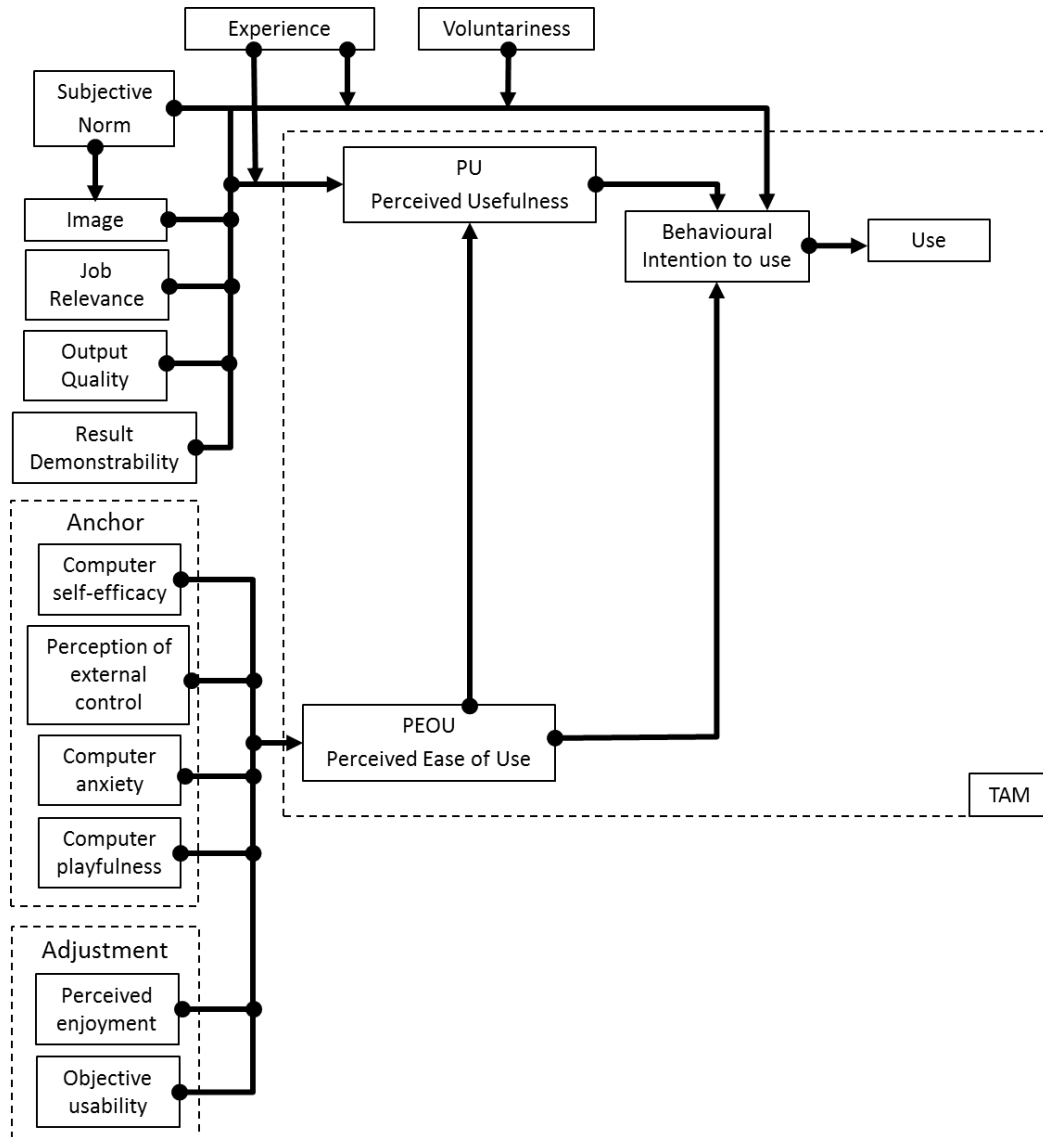 Experience
Voluntariness
Subjective
Norm
PU
Perceived Usefulness
Image
Behavioural
Intention to use
Use
Job
Relevance
Output
Quality
Result
Demonstrability
Anchor
Computer
self-efficacy
Perception of
external
control
PEOU
Perceived Ease of Use
Computer
anxiety
TAM
Computer
playfulness
Adjustment
Perceived
enjoyment
Objective
usability